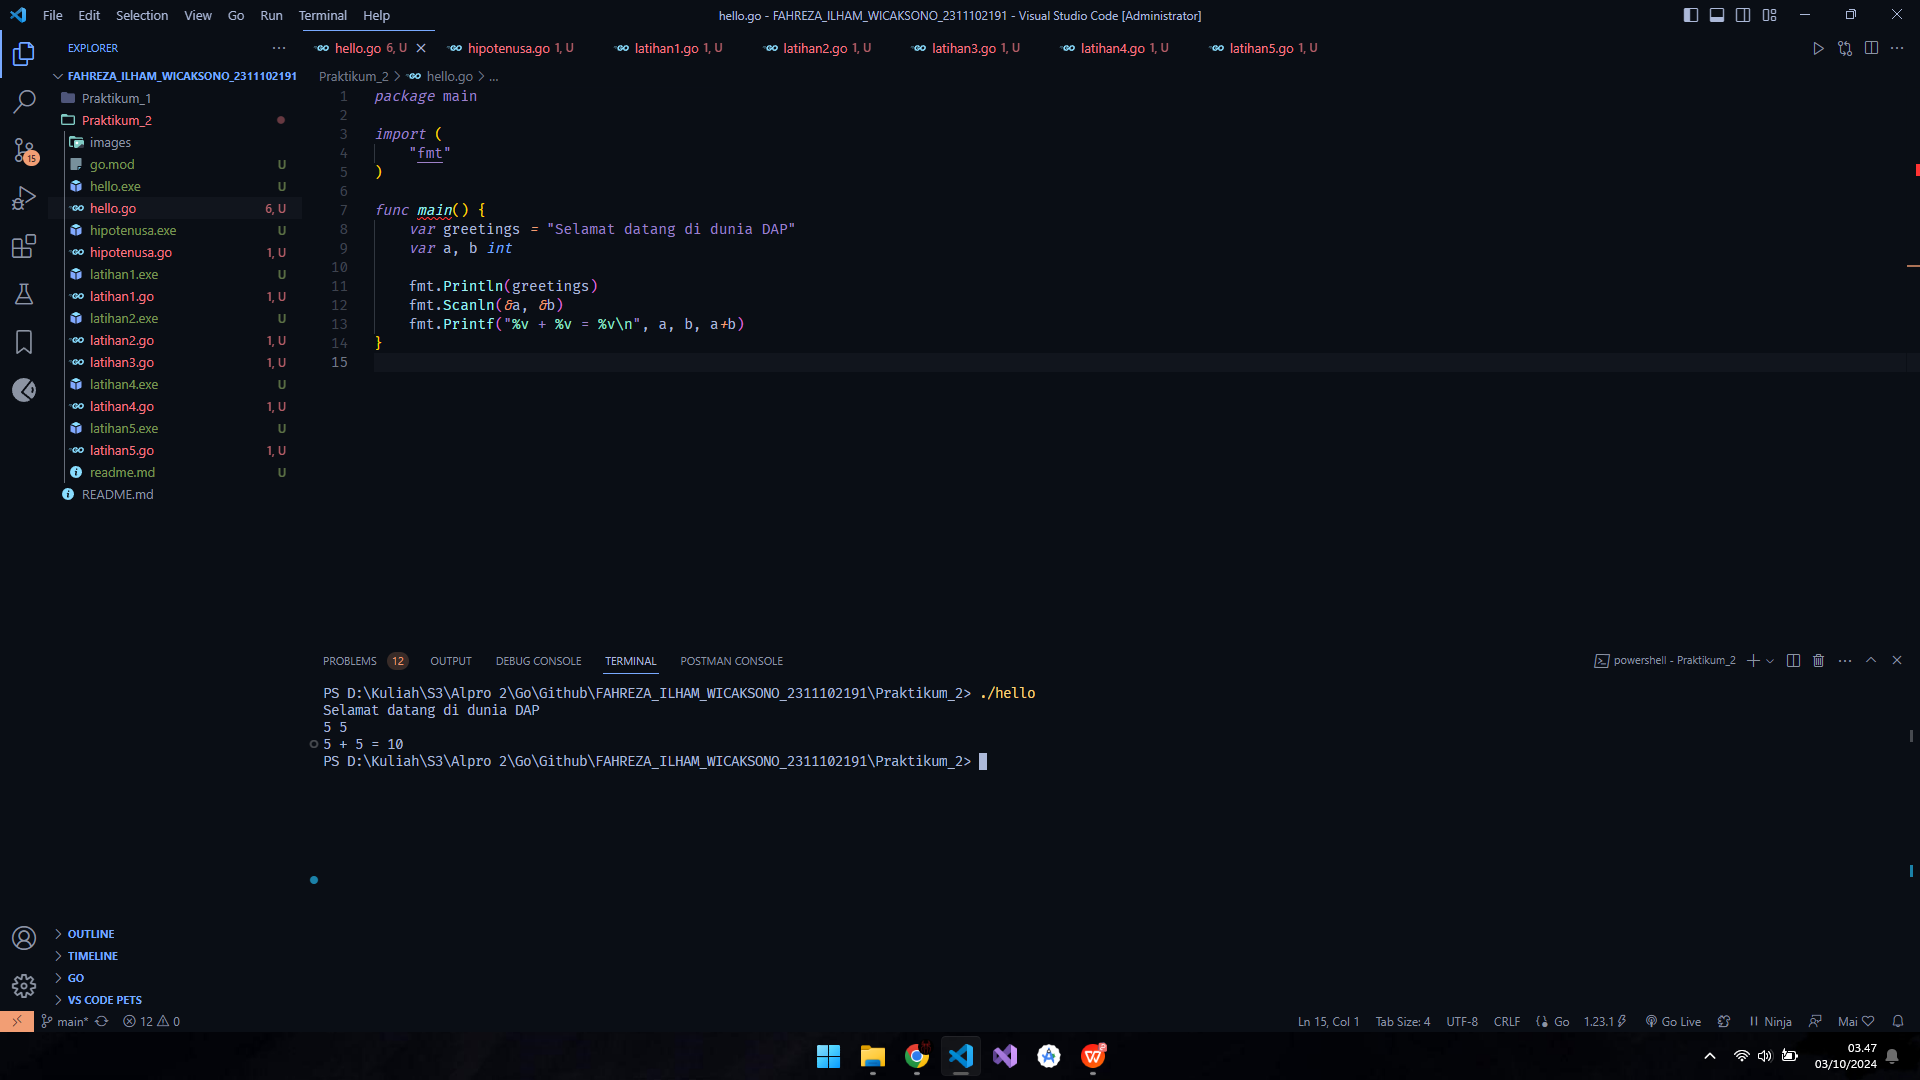 File Edit Selection View Go Run Terminal Help
hello.go - FAHREZA_ILHAM_WICAKSONO_2311102191 - Visual Studio Code [Administrator]
EXPLORER
FAHREZA_ILHAM_WICAKSONO_2311102191
Praktikum_1
Praktikum_2
images
go.mod U
hello.exe U
hello.go 6, U
hipotenusa.exe U
hipotenusa.go 1, U
latihan1.exe U
latihan1.go 1, U
latihan2.exe U
latihan2.go 1, U
latihan3.go 1, U
latihan4.exe U
latihan4.go 1, U
latihan5.exe U
latihan5.go 1, U
readme.md U
README.md
15
OUTLINE
TIMELINE
GO
VS CODE PETS
hello.go 6, U hipotenusa.go 1, U latihan1.go 1, U latihan2.go 1, U latihan3.go 1, U latihan4.go 1, U latihan5.go 1, U
Praktikum_2 > hello.go > ...
1 package main
2
3 import (
4 "fmt"
5 )
6
7 func main() {
8 var greetings = "Selamat datang di dunia DAP"
9 var a, b int
10
11 fmt.Println(greetings)
12 fmt.Scanln(&a, &b)
13 fmt.Printf("%v + %v = %v\n", a, b, a+b)
14 }
15
PROBLEMS 12 OUTPUT DEBUG CONSOLE TERMINAL POSTMAN CONSOLE
powershell - Praktikum_2
PS D:\Kuliah\S3\Alpro 2\Go\Github\FAHREZA_ILHAM_WICAKSONO_2311102191\Praktikum_2> ./hello
Selamat datang di dunia DAP
5 5
5 + 5 = 10
PS D:\Kuliah\S3\Alpro 2\Go\Github\FAHREZA_ILHAM_WICAKSONO_2311102191\Praktikum_2>
main* 12 0
Ln 15, Col 1 Tab Size: 4 UTF-8 CRLF Go 1.23.1 Go Live Ninja Mai
03.47
03/10/2024